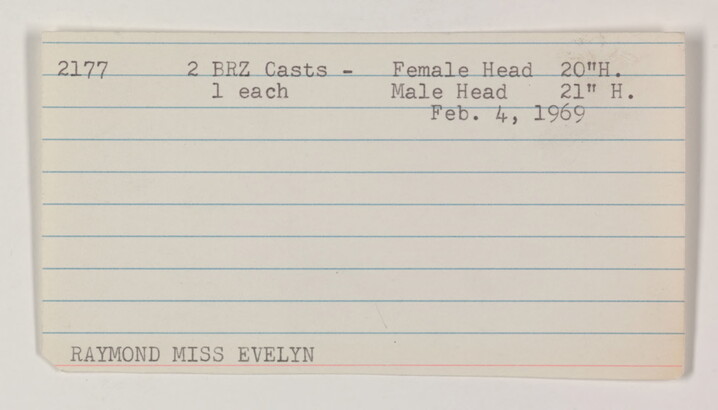 2177 2 BRZ Casts - Female Head 20"H.
1 each Male Head 21" H.
Feb. 4, 1969
RAYMOND MISS EVELYN